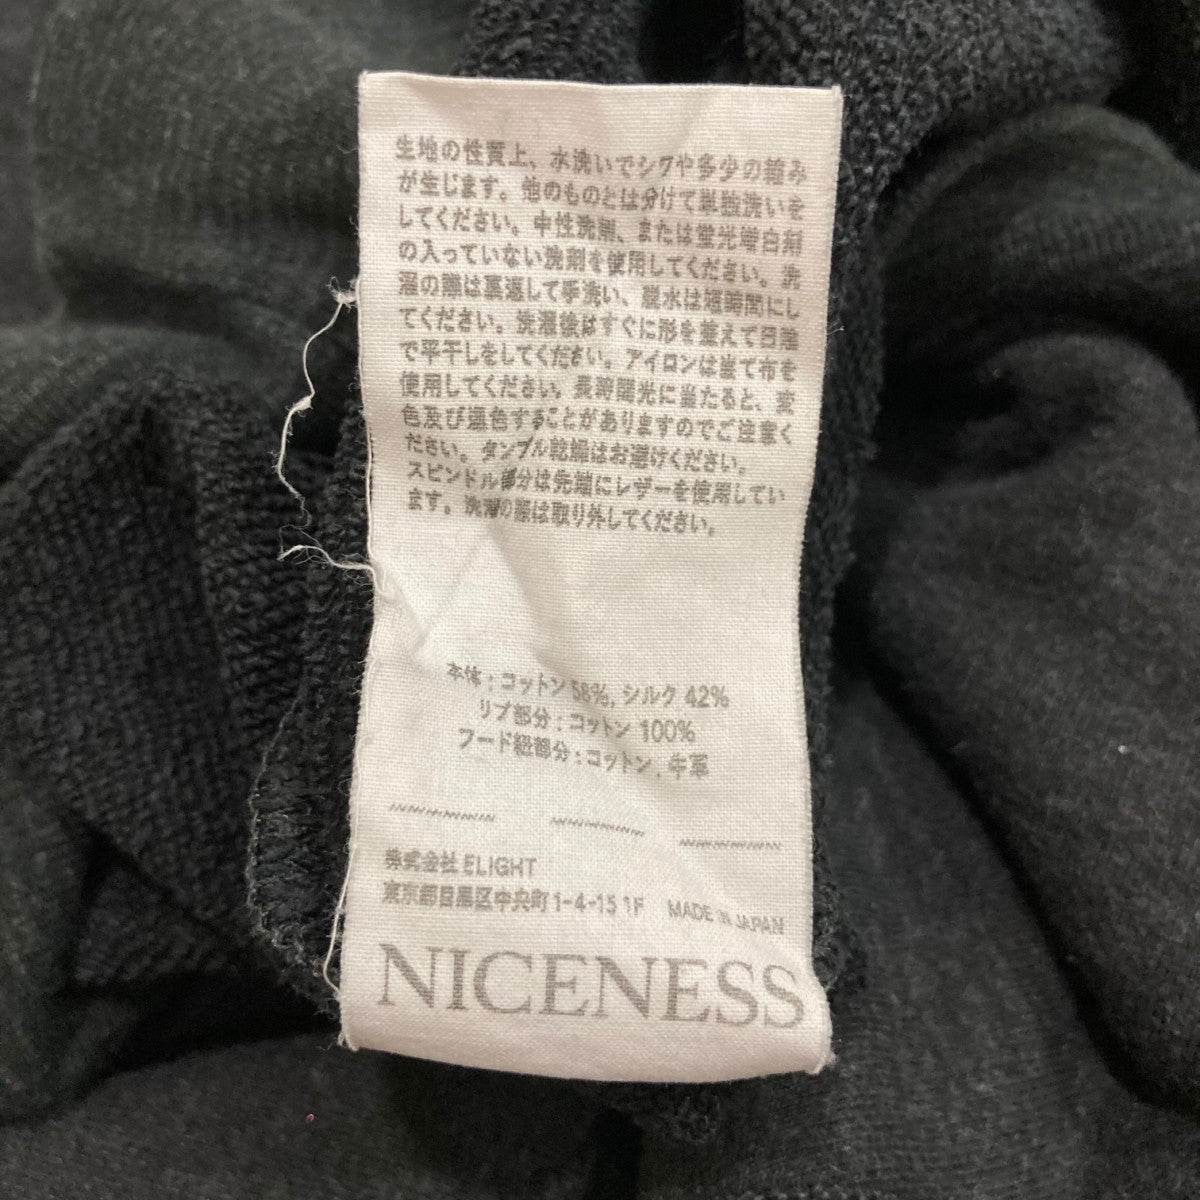 生地の性質上、水洗いでシワや多少の縮み
が生じます。他のものとは分けて単独洗いを
してください。中性洗剤、または蛍光増白剤
の入っていない洗剤を使用してください。洗
濯の際は裏返して手洗い、脱水は短時間にし
てください。洗濯後はすぐに形を整えて日陰
で平干しをしてください。アイロンは当て布を
使用してください。長時間陽光に当たると、変
色及び退色することがありますのでご注意く
ださい。タンブル乾燥はお避けください。
スピンドル部分は先端にレザーを使用してい
ます。洗濯の際は取り外してください。
本体:コットン 58%, シルク 42%
リブ部分:コットン 100%
フード紐部分:コットン, 牛革
株式会社 ELIGHT
東京都目黒区中央町1-4-15 1F MADE IN JAPAN
NICENESS